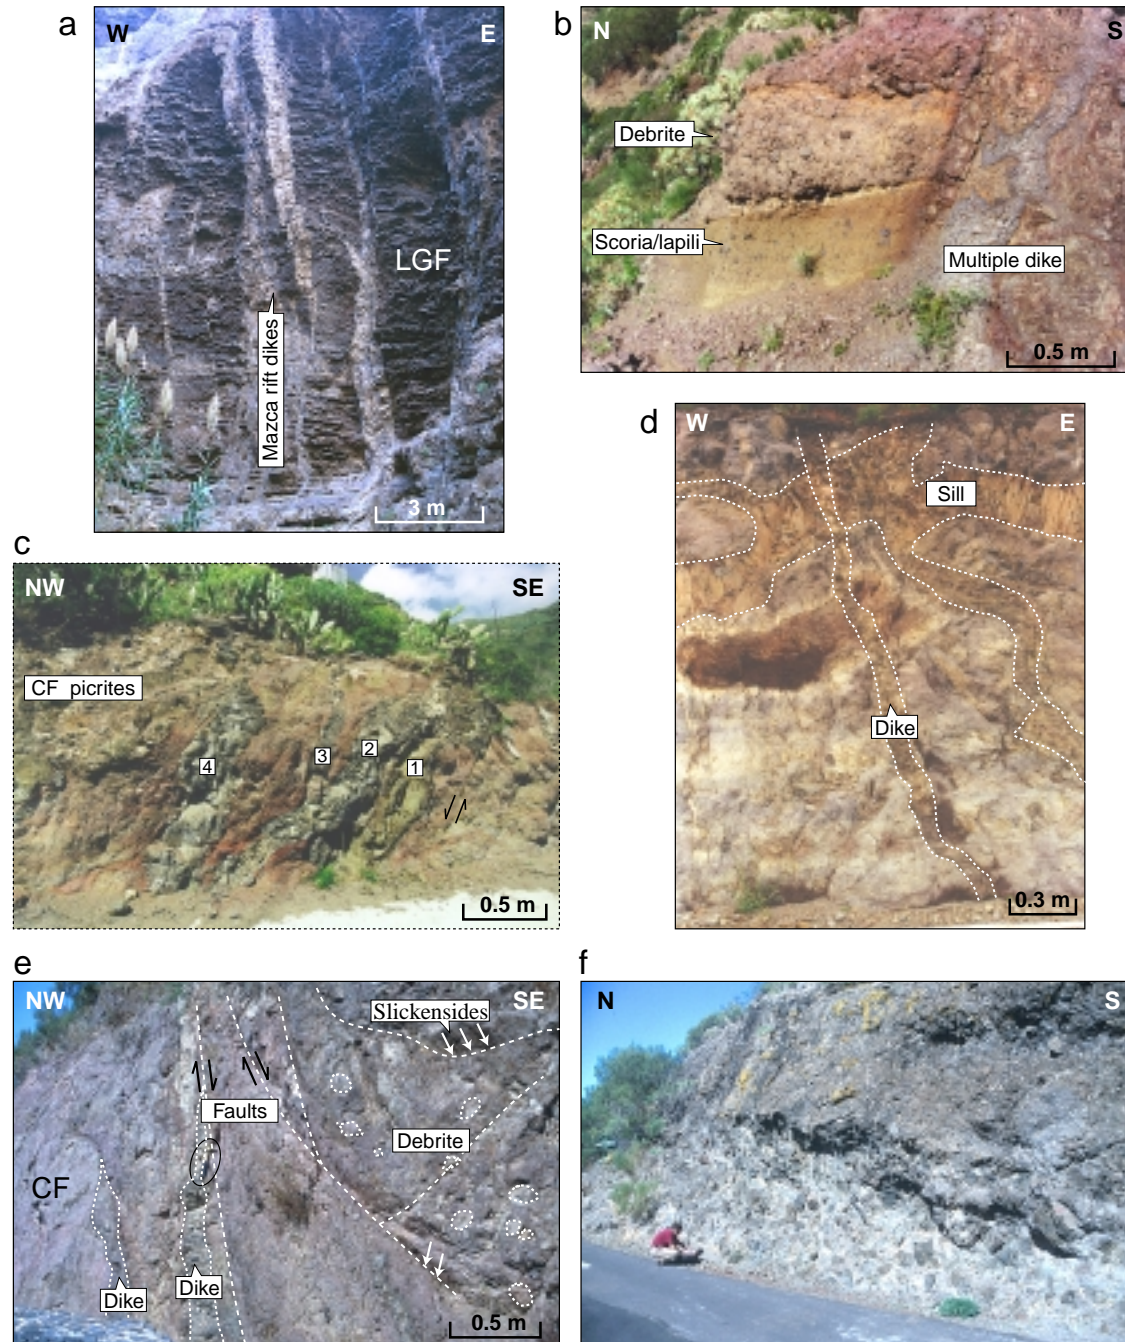 a
W
E
LGF
Mazca rift dikes
3 m
b
N
S
Debrite
Scoria/lapili
Multiple dike
0.5 m
c
NW
SE
CF picrites
4
3
2
1
0.5 m
d
W
E
Sill
Dike
0.3 m
e
NW
SE
Slickensides
Faults
Debrite
CF
Dike
Dike
0.5 m
f
N
S